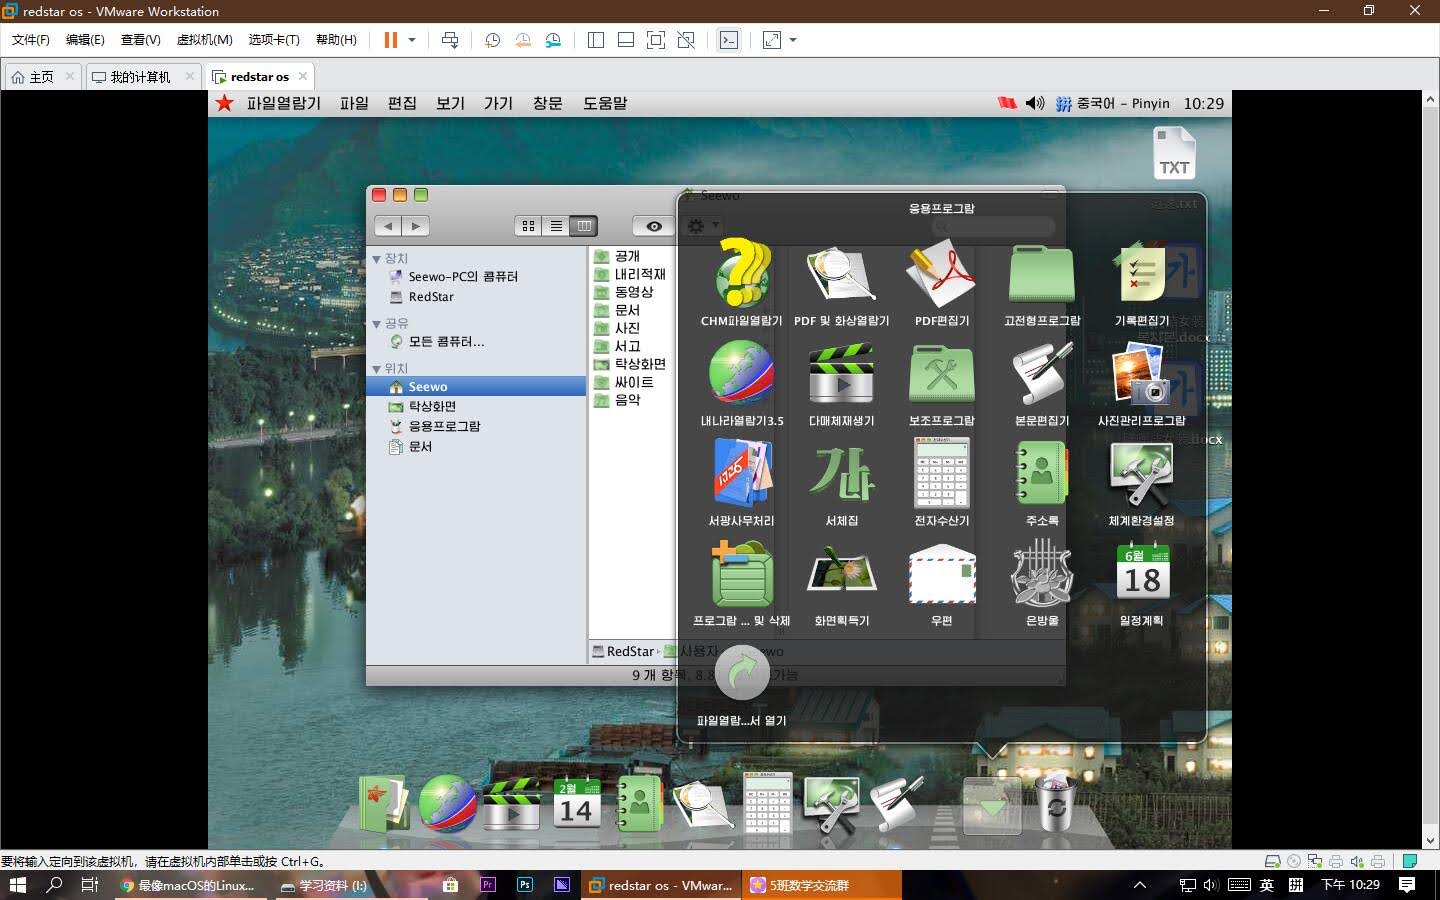 redstar os - VMware Workstation
文件(F) 编辑(E) 查看(V) 虚拟机(M) 选项卡(T) 帮助(H)
主页 我的计算机 redstar os
파일열람기 파일 편집 보기 가기 창문 도움말 拼 중국어 - Pinyin 10:29
TXT
Seewo
응용프로그람
장치
Seewo-PC의 콤퓨터
RedStar
공유
모든 콤퓨터...
위치
Seewo
탁상화면
응용프로그람
문서
공개
내리적재
동영상
문서
사진
서고
탁상화면
싸이트
음악
CHM파일열람기 PDF 및 화상열람기 PDF편집기 고전형프로그람 기록편집기
내나라열람기3.5 다매체재생기 보조프로그람 본문편집기 사진관리프로그람
.docx
.docx
서광사무처리 서체집 전자수산기 주소록 체계환경설정
6월
18
프로그람 ... 및 삭제 화면획득기 우편 은방울 일정계획
RedStar 사용자
9 개 항목, 8.8 가능
파일열람...서 열기
2월
14
要将输入定向到该虚拟机，请在虚拟机内部单击或按 Ctrl+G。
最像macOS的Linux... 学习资料 (I:) Pr Ps redstar os - VMwar... 5班数学交流群 英 拼 下午 10:29